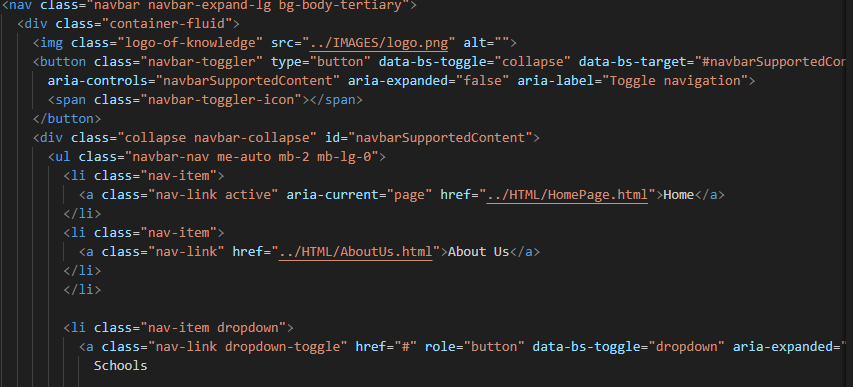 <nav class="navbar navbar-expand-lg bg-body-tertiary">
<div class="container-fluid">
<img class="logo-of-knowledge" src="../IMAGES/logo.png" alt="">
<button class="navbar-toggler" type="button" data-bs-toggle="collapse" data-bs-target="#navbarSupportedCon
aria-controls="navbarSupportedContent" aria-expanded="false" aria-label="Toggle navigation">
<span class="navbar-toggler-icon"></span>
</button>
<div class="collapse navbar-collapse" id="navbarSupportedContent">
<ul class="navbar-nav me-auto mb-2 mb-lg-0">
<li class="nav-item">
<a class="nav-link active" aria-current="page" href="../HTML/HomePage.html">Home</a>
</li>
<li class="nav-item">
<a class="nav-link" href="../HTML/AboutUs.html">About Us</a>
</li>
</li>
<li class="nav-item dropdown">
<a class="nav-link dropdown-toggle" href="#" role="button" data-bs-toggle="dropdown" aria-expanded="
Schools